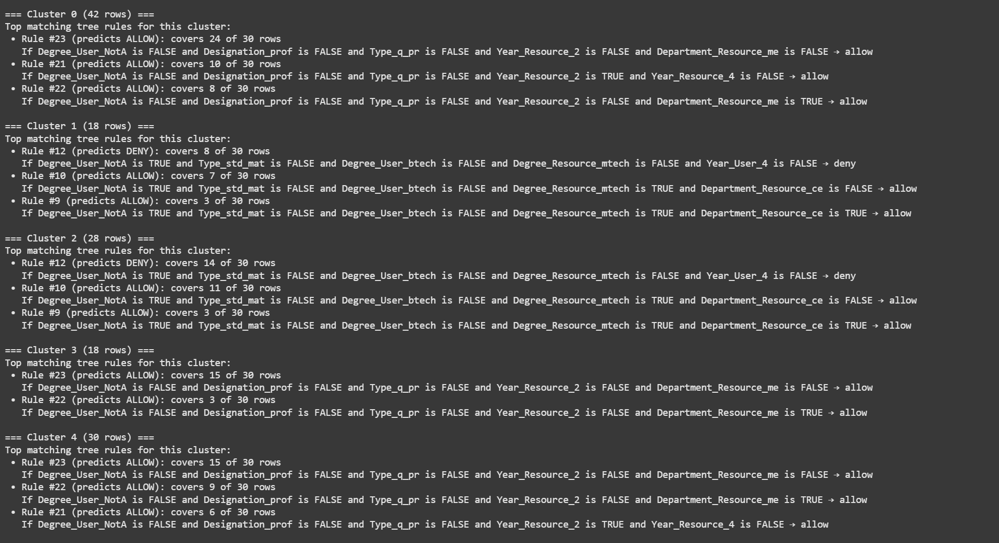 === Cluster 0 (42 rows) ===
Top matching tree rules for this cluster:
• Rule #23 (predicts ALLOW): covers 24 of 30 rows
If Degree_User_NotA is FALSE and Designation_prof is FALSE and Type_q_pr is FALSE and Year_Resource_2 is FALSE and Department_Resource_me is FALSE → allow
• Rule #21 (predicts ALLOW): covers 10 of 30 rows
If Degree_User_NotA is FALSE and Designation_prof is FALSE and Type_q_pr is FALSE and Year_Resource_2 is TRUE and Year_Resource_4 is FALSE → allow
• Rule #22 (predicts ALLOW): covers 8 of 30 rows
If Degree_User_NotA is FALSE and Designation_prof is FALSE and Type_q_pr is FALSE and Year_Resource_2 is FALSE and Department_Resource_me is TRUE → allow
=== Cluster 1 (18 rows) ===
Top matching tree rules for this cluster:
• Rule #12 (predicts DENY): covers 8 of 30 rows
If Degree_User_NotA is TRUE and Type_std_mat is FALSE and Degree_User_btech is FALSE and Degree_Resource_mtech is FALSE and Year_User_4 is FALSE → deny
• Rule #10 (predicts ALLOW): covers 7 of 30 rows
If Degree_User_NotA is TRUE and Type_std_mat is FALSE and Degree_User_btech is FALSE and Degree_Resource_mtech is TRUE and Department_Resource_ce is FALSE → allow
• Rule #9 (predicts ALLOW): covers 3 of 30 rows
If Degree_User_NotA is TRUE and Type_std_mat is FALSE and Degree_User_btech is FALSE and Degree_Resource_mtech is TRUE and Department_Resource_ce is TRUE → allow
=== Cluster 2 (28 rows) ===
Top matching tree rules for this cluster:
• Rule #12 (predicts DENY): covers 14 of 30 rows
If Degree_User_NotA is TRUE and Type_std_mat is FALSE and Degree_User_btech is FALSE and Degree_Resource_mtech is FALSE and Year_User_4 is FALSE → deny
• Rule #10 (predicts ALLOW): covers 11 of 30 rows
If Degree_User_NotA is TRUE and Type_std_mat is FALSE and Degree_User_btech is FALSE and Degree_Resource_mtech is TRUE and Department_Resource_ce is FALSE → allow
• Rule #9 (predicts ALLOW): covers 3 of 30 rows
If Degree_User_NotA is TRUE and Type_std_mat is FALSE and Degree_User_btech is FALSE and Degree_Resource_mtech is TRUE and Department_Resource_ce is TRUE → allow
=== Cluster 3 (18 rows) ===
Top matching tree rules for this cluster:
• Rule #23 (predicts ALLOW): covers 15 of 30 rows
If Degree_User_NotA is FALSE and Designation_prof is FALSE and Type_q_pr is FALSE and Year_Resource_2 is FALSE and Department_Resource_me is FALSE → allow
• Rule #22 (predicts ALLOW): covers 3 of 30 rows
If Degree_User_NotA is FALSE and Designation_prof is FALSE and Type_q_pr is FALSE and Year_Resource_2 is FALSE and Department_Resource_me is TRUE → allow
=== Cluster 4 (30 rows) ===
Top matching tree rules for this cluster:
• Rule #23 (predicts ALLOW): covers 15 of 30 rows
If Degree_User_NotA is FALSE and Designation_prof is FALSE and Type_q_pr is FALSE and Year_Resource_2 is FALSE and Department_Resource_me is FALSE → allow
• Rule #22 (predicts ALLOW): covers 9 of 30 rows
If Degree_User_NotA is FALSE and Designation_prof is FALSE and Type_q_pr is FALSE and Year_Resource_2 is FALSE and Department_Resource_me is TRUE → allow
• Rule #21 (predicts ALLOW): covers 6 of 30 rows
If Degree_User_NotA is FALSE and Designation_prof is FALSE and Type_q_pr is FALSE and Year_Resource_2 is TRUE and Year_Resource_4 is FALSE → allow